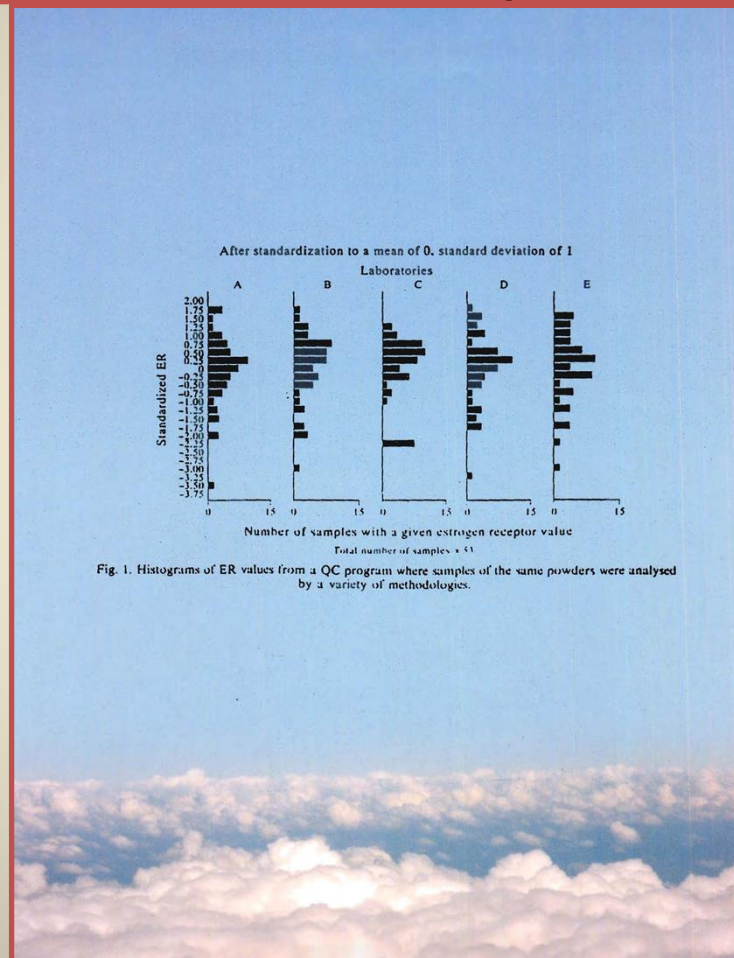 After standardization to a mean of 0, standard deviation of 1
Laboratories
A B C D E
Standardized ER
2.00
1.75
1.50
1.25
1.00
0.75
0.50
0.25
0
-0.25
-0.50
-0.75
-1.00
-1.25
-1.50
-1.75
-2.00
-2.25
-2.50
-2.75
-3.00
-3.25
-3.50
-3.75
0 15 0 15 0 15 0 15 0 15
Number of samples with a given estrogen receptor value
Total number of samples =
Fig. 1. Histograms of ER values from a QC program where samples of the same powders were analysed
by a variety of methodologies.